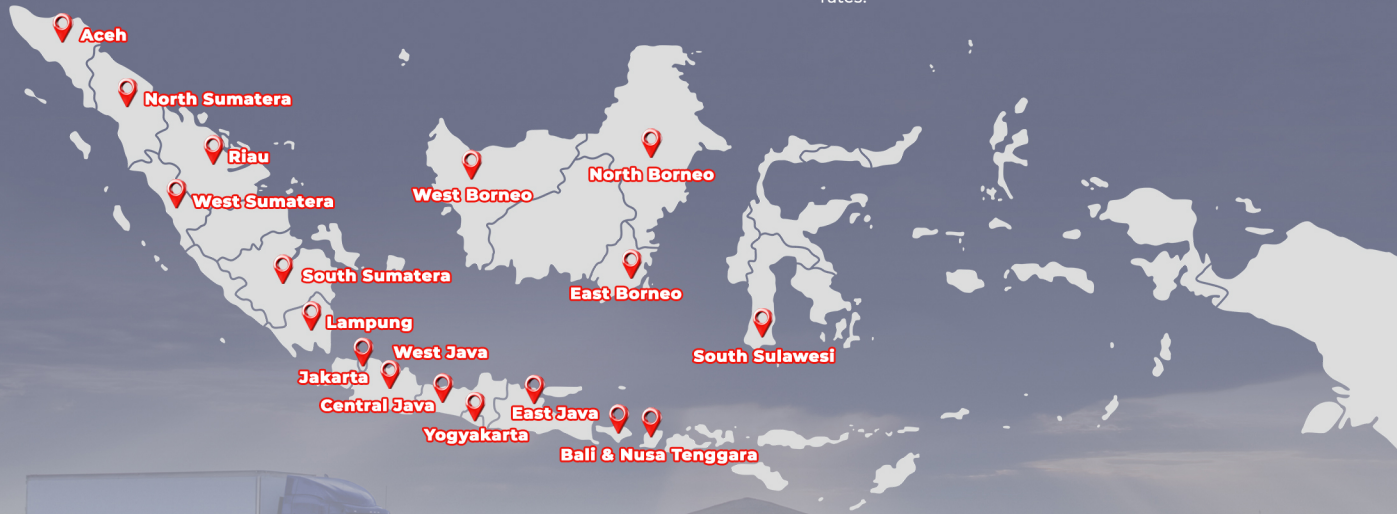 rates.
Aceh
North Sumatera
Riau
West Sumatera
South Sumatera
Lampung
West Java
Jakarta
Central Java
Yogyakarta
East Java
Bali & Nusa Tenggara
West Borneo
North Borneo
East Borneo
South Sulawesi